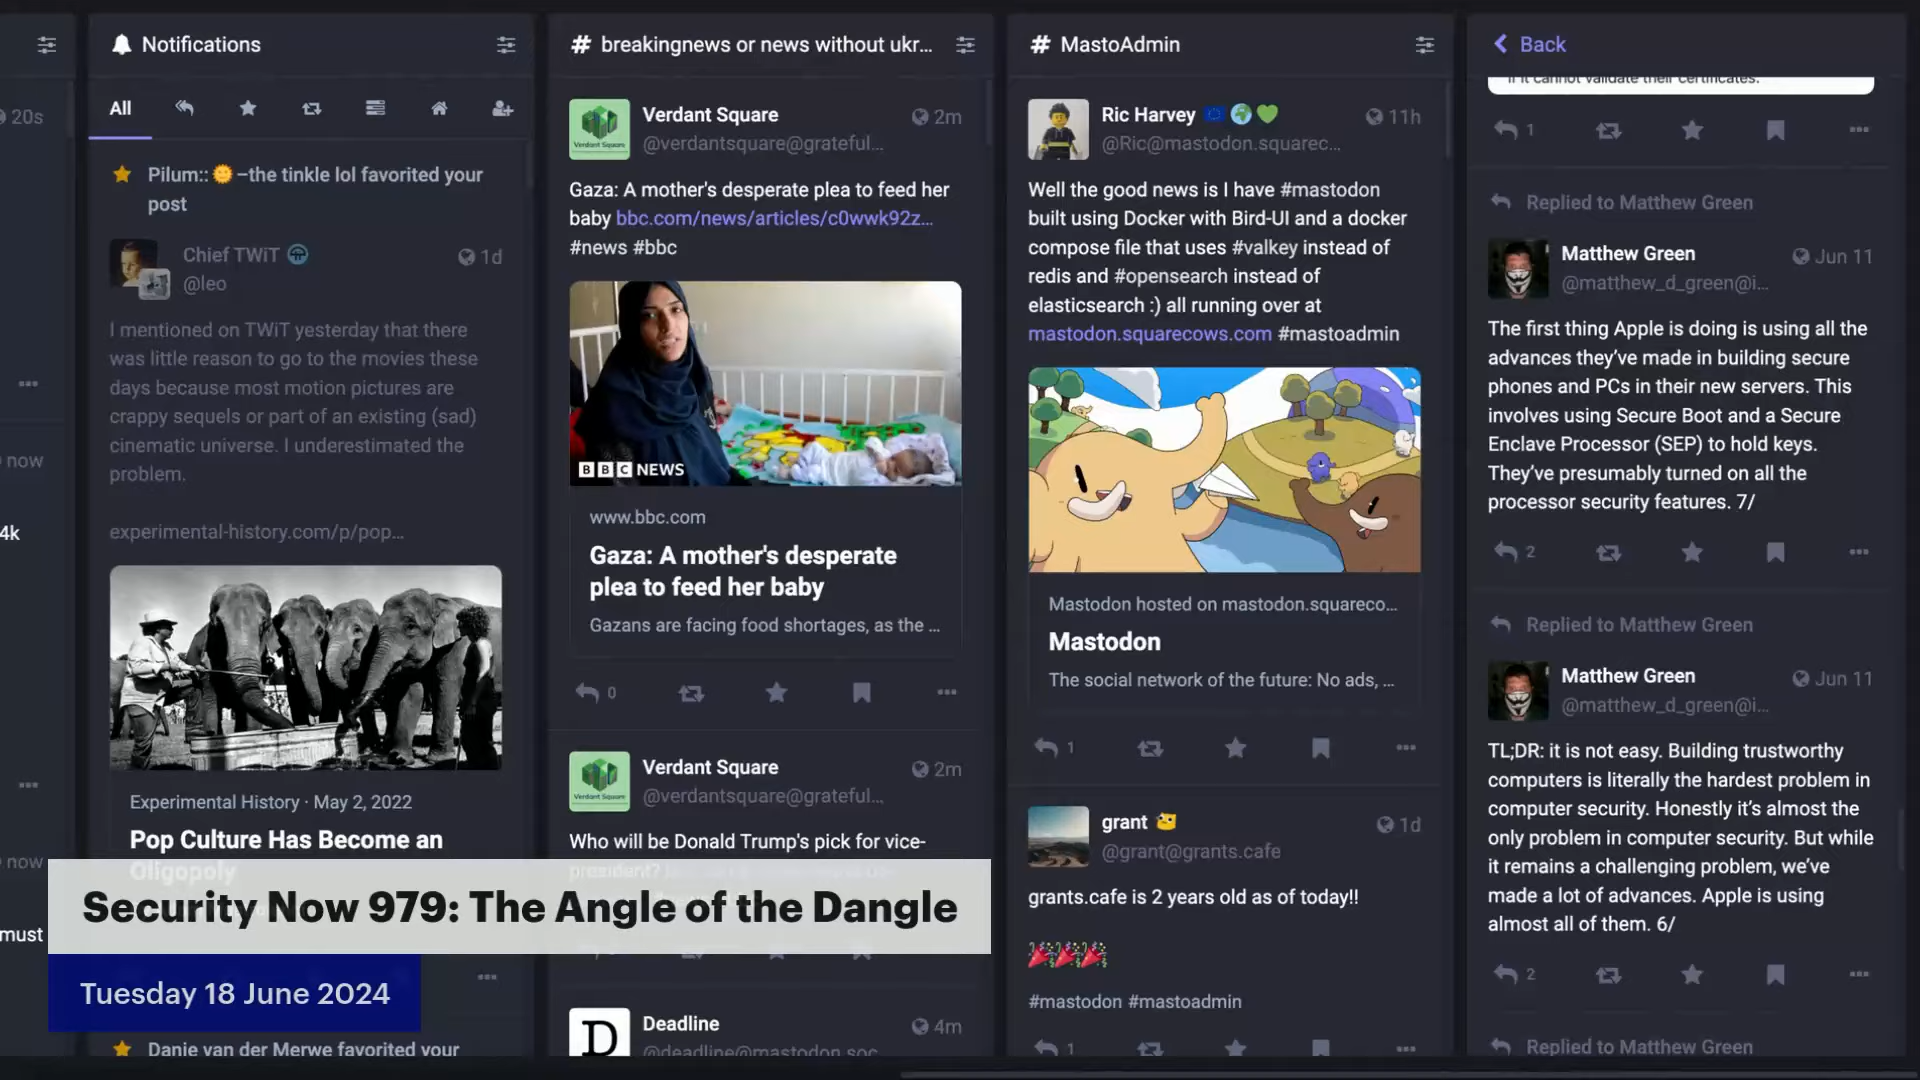 Notifications
# breakingnews or news without ukr...
# MastoAdmin
Back
20s
now
4k
now
must
All
Pilum:: –the tinkle lol favorited your
post
Chief TWiT
1d
@leo
I mentioned on TWiT yesterday that there
was little reason to go to the movies these
days because most motion pictures are
crappy sequels or part of an existing (sad)
cinematic universe. I underestimated the
problem.
experimental-history.com/p/pop...
Experimental History · May 2, 2022
Pop Culture Has Become an
Oligopoly
Danie van der Merwe favorited your
Verdant Square
Verdant Square
2m
@verdantsquare@grateful...
Gaza: A mother's desperate plea to feed her
baby bbc.com/news/articles/c0wwk92z...
#news #bbc
BBC NEWS
www.bbc.com
Gaza: A mother's desperate
plea to feed her baby
Gazans are facing food shortages, as the ...
0
Verdant Square
Verdant Square
2m
@verdantsquare@grateful...
Who will be Donald Trump's pick for vice-
president?
D
Deadline
4m
@deadline@mastodon.soc
Ric Harvey
11h
@Ric@mastodon.squarec...
Well the good news is I have #mastodon
built using Docker with Bird-UI and a docker
compose file that uses #valkey instead of
redis and #opensearch instead of
elasticsearch :) all running over at
mastodon.squarecows.com #mastoadmin
Mastodon hosted on mastodon.squareco...
Mastodon
The social network of the future: No ads, ...
1
grant
1d
@grant@grants.cafe
grants.cafe is 2 years old as of today!!
#mastodon #mastoadmin
1
if it cannot validate their certificates.
1
Replied to Matthew Green
Matthew Green
Jun 11
@matthew_d_green@i...
The first thing Apple is doing is using all the
advances they've made in building secure
phones and PCs in their new servers. This
involves using Secure Boot and a Secure
Enclave Processor (SEP) to hold keys.
They've presumably turned on all the
processor security features. 7/
2
Replied to Matthew Green
Matthew Green
Jun 11
@matthew_d_green@i...
TL;DR: it is not easy. Building trustworthy
computers is literally the hardest problem in
computer security. Honestly it's almost the
only problem in computer security. But while
it remains a challenging problem, we've
made a lot of advances. Apple is using
almost all of them. 6/
2
Replied to Matthew Green
Security Now 979: The Angle of the Dangle
Tuesday 18 June 2024